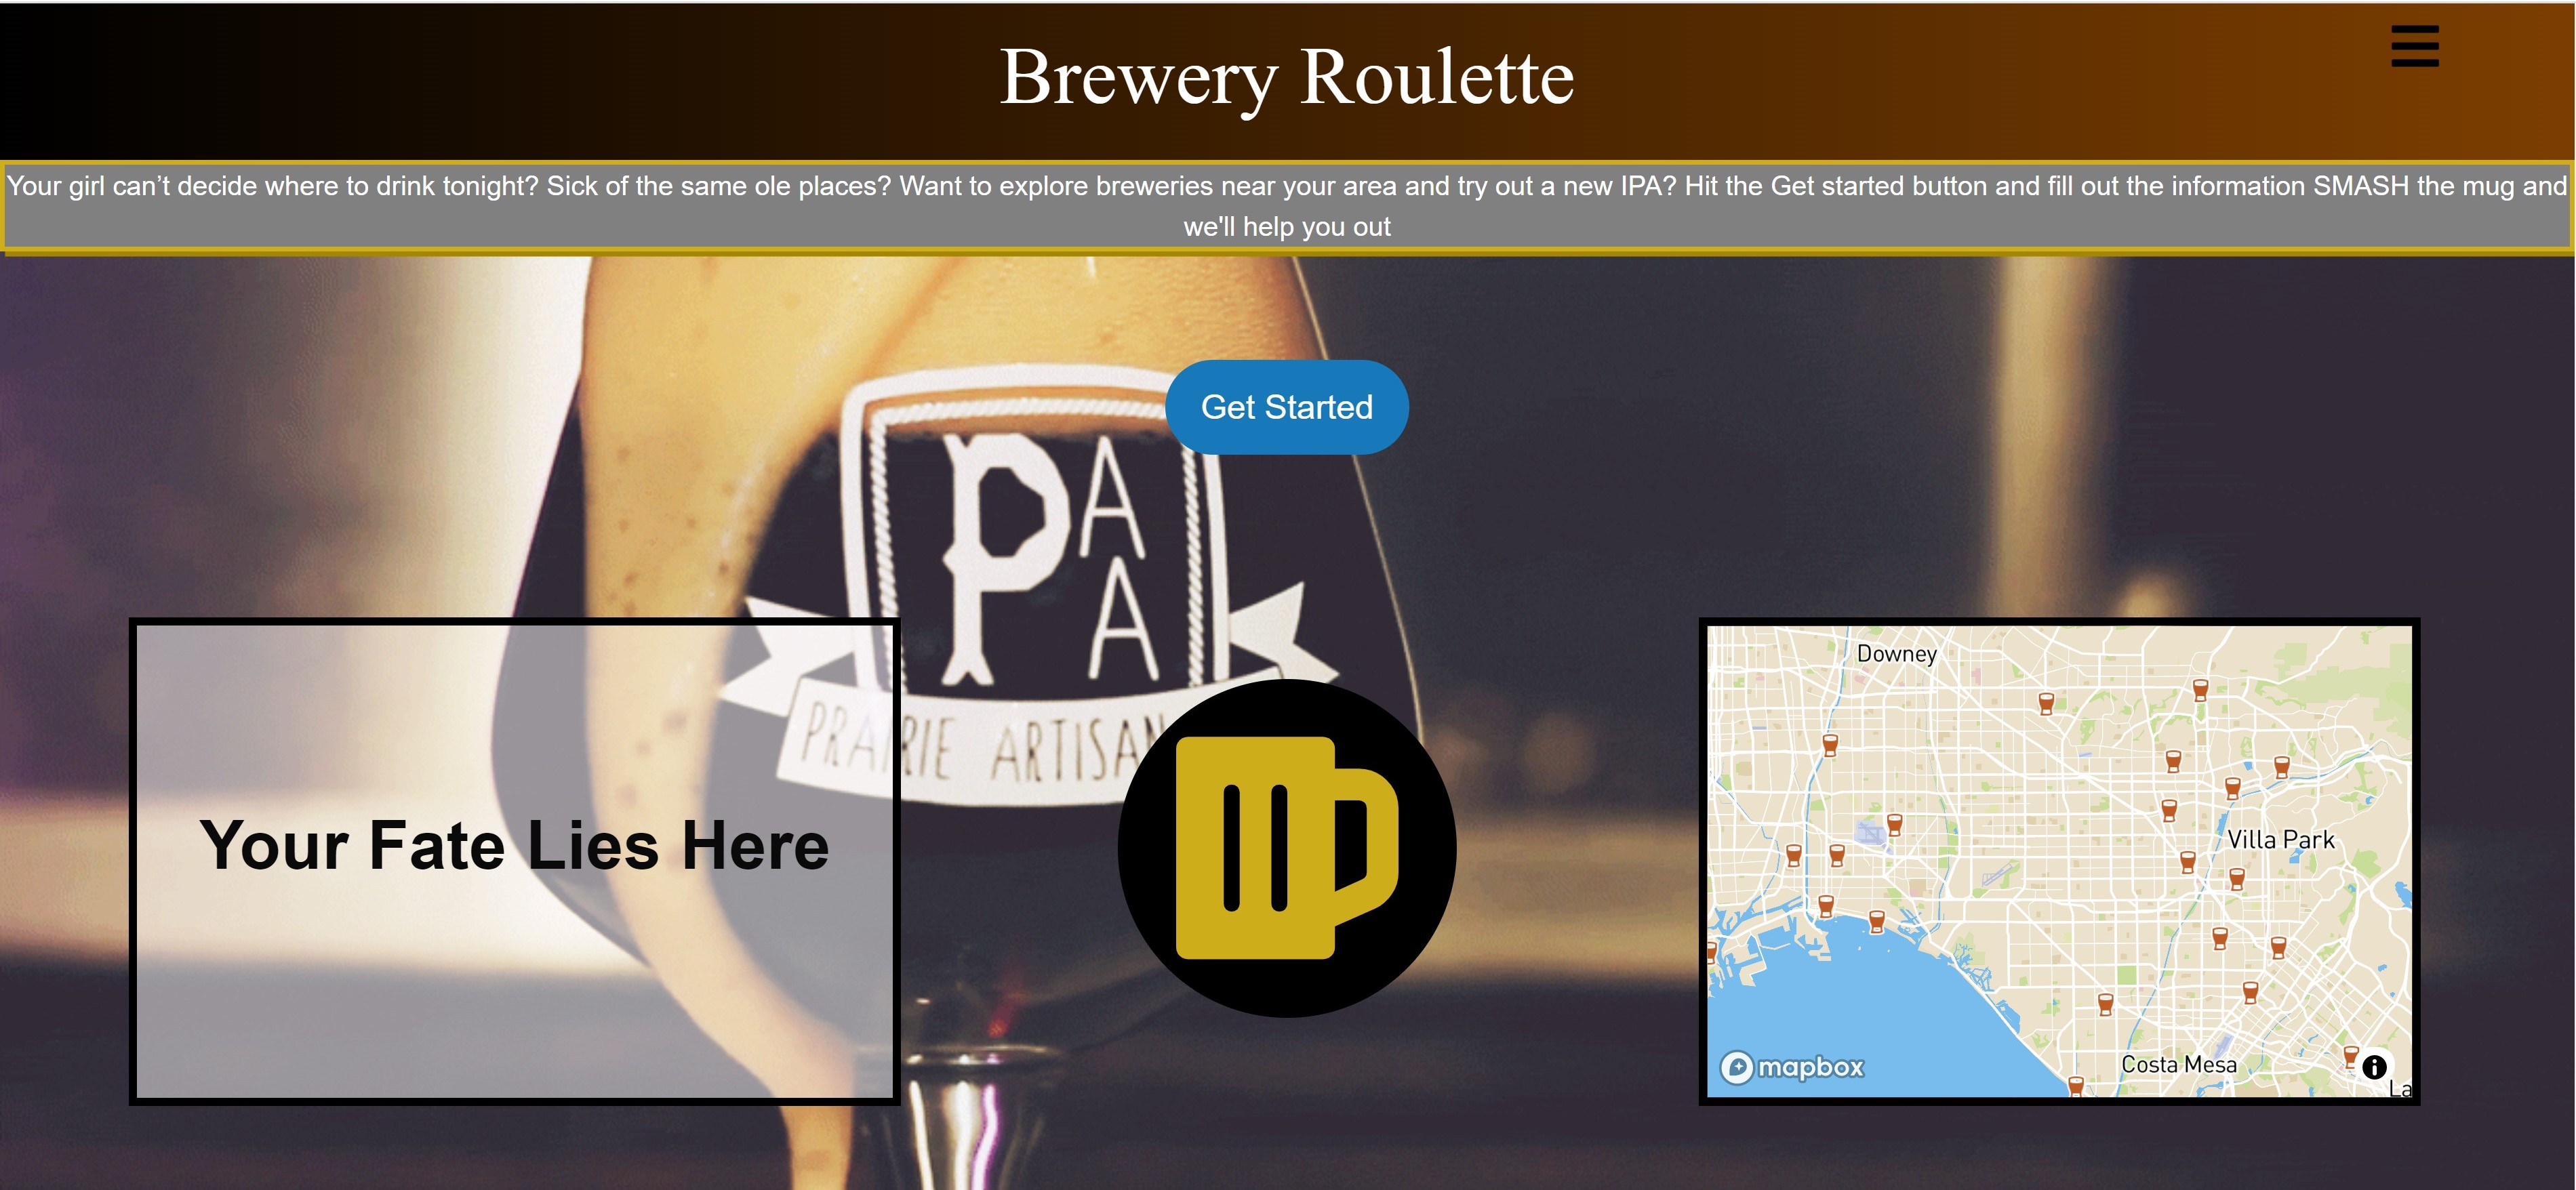 Brewery Roulette
Your girl can’t decide where to drink tonight? Sick of the same ole places? Want to explore breweries near your area and try out a new IPA? Hit the Get started button and fill out the information SMASH the mug and
we'll help you out
Get Started
P A
A
PRAIRIE ARTISAN
Your Fate Lies Here
Downey
Villa Park
Costa Mesa
La
mapbox